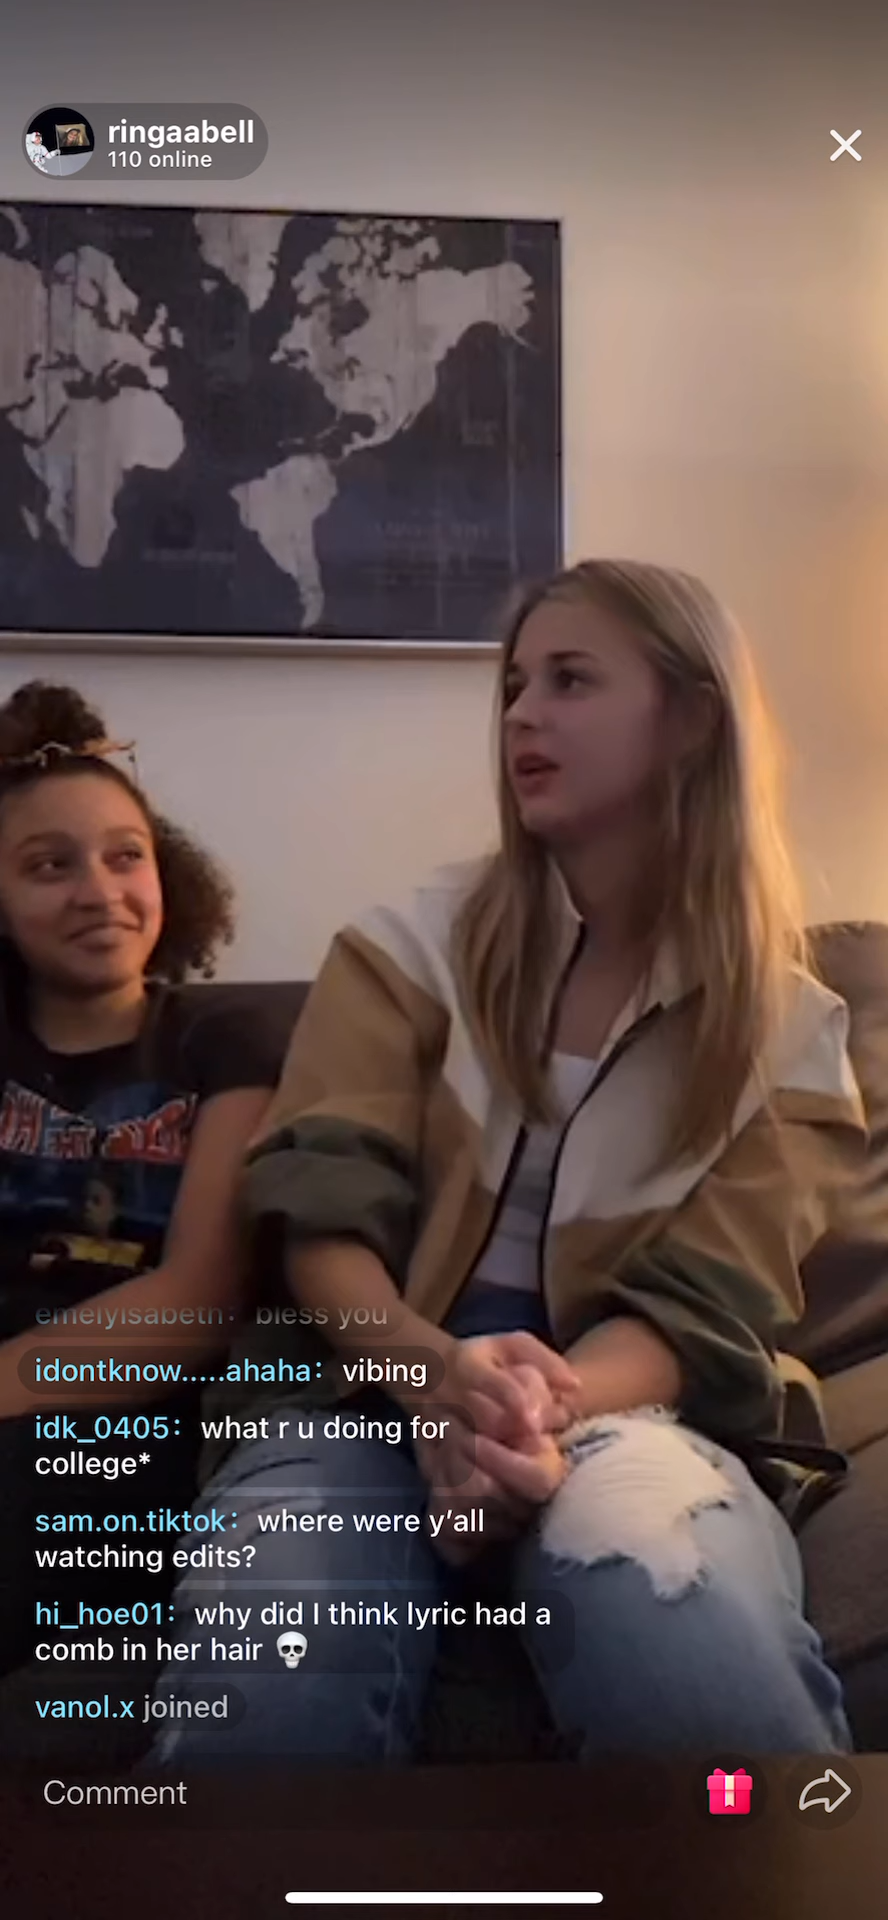 ringaabell
110 online
emelyisabeth: bless you
idontknow.....ahaha: vibing
idk_0405: what r u doing for
college*
sam.on.tiktok: where were y'all
watching edits?
hi_hoe01: why did I think lyric had a
comb in her hair 💀
vanol.x joined
Comment